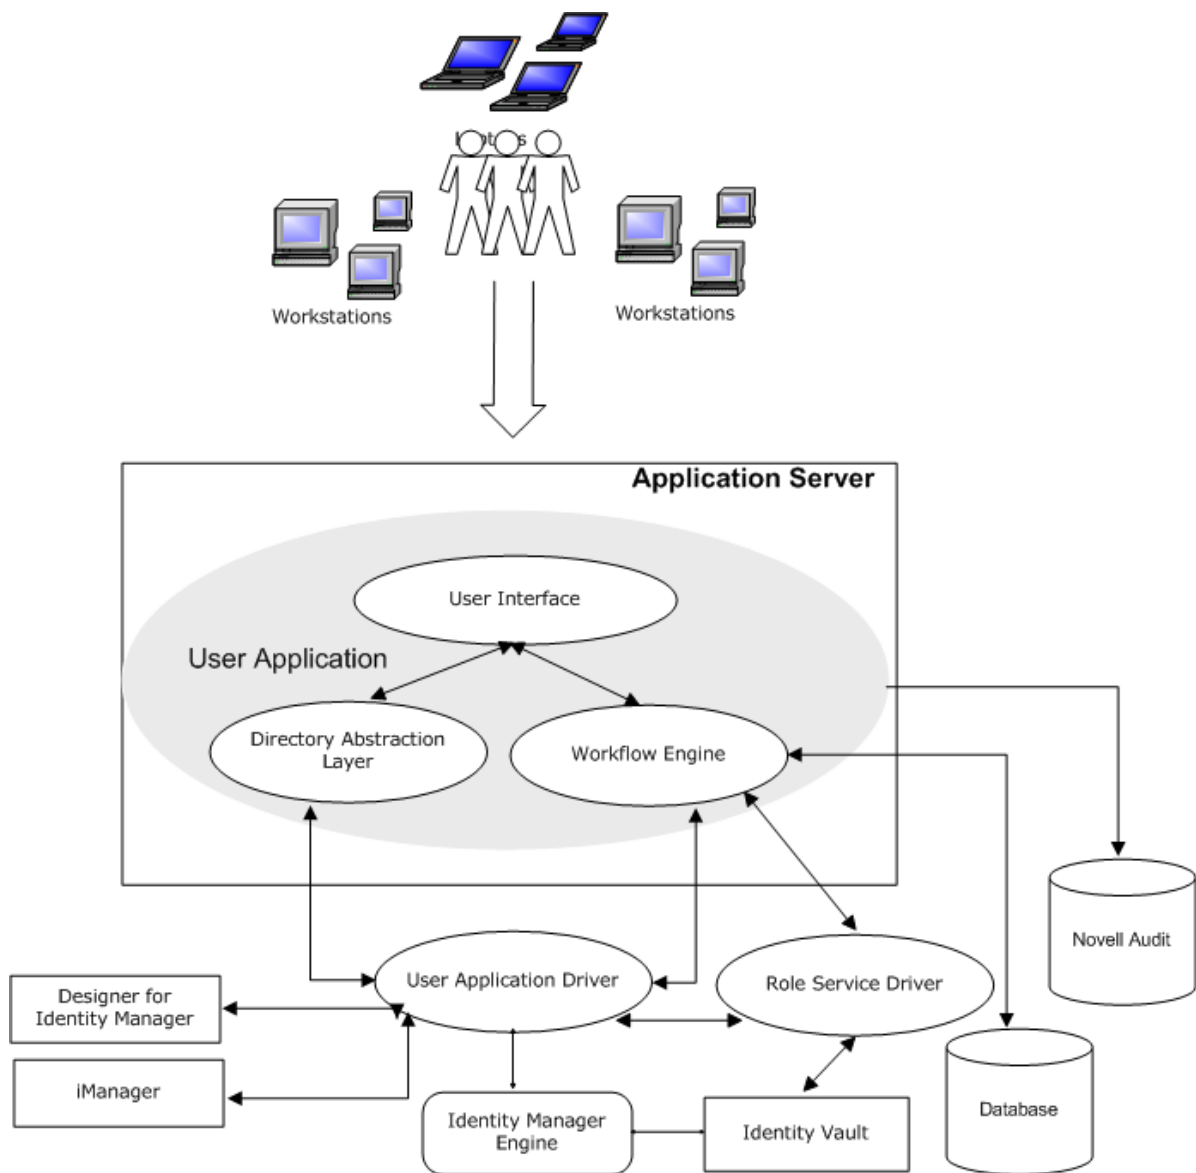 Workstations
Workstations
Application Server
User Interface
User Application
Directory Abstraction
Layer
Workflow Engine
Novell Audit
User Application Driver
Role Service Driver
Designer for
Identity Manager
iManager
Identity Manager
Engine
Identity Vault
Database